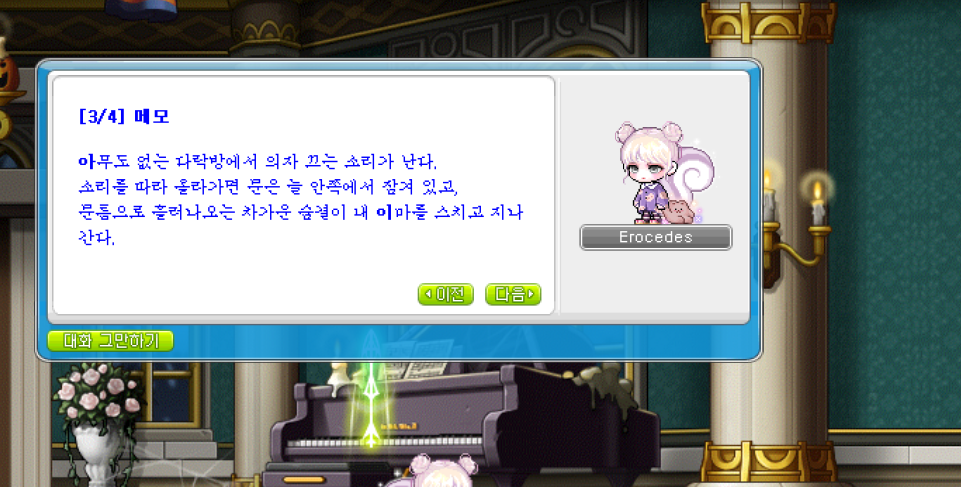 [3/4] 메모
아무도 없는 다락방에서 의자 끄는 소리가 난다.
소리를 따라 올라가면 문은 늘 안쪽에서 잠겨 있고,
문틈으로 흘러나오는 차가운 숨결이 내 이마를 스치고 지나
간다.
Erocedes
이전 다음
대화 그만하기